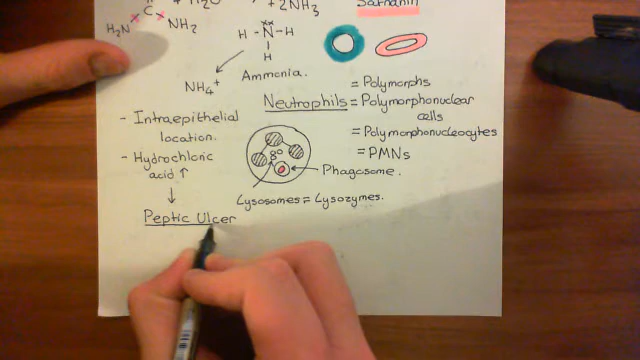 C + H₂O / + 2NH₃
H₂N NH₂
Safranin
H - N - H
H
NH₄⁺
Ammonia.
Neutrophils = Polymorphs
= Polymorphonuclear
cells
= Polymorphonucleocytes
= PMNs
- Intraepithelial
location.
- Hydrochloric
acid ↑
↓
Phagosome.
Lysosomes = Lysozymes.
Peptic Ulcer